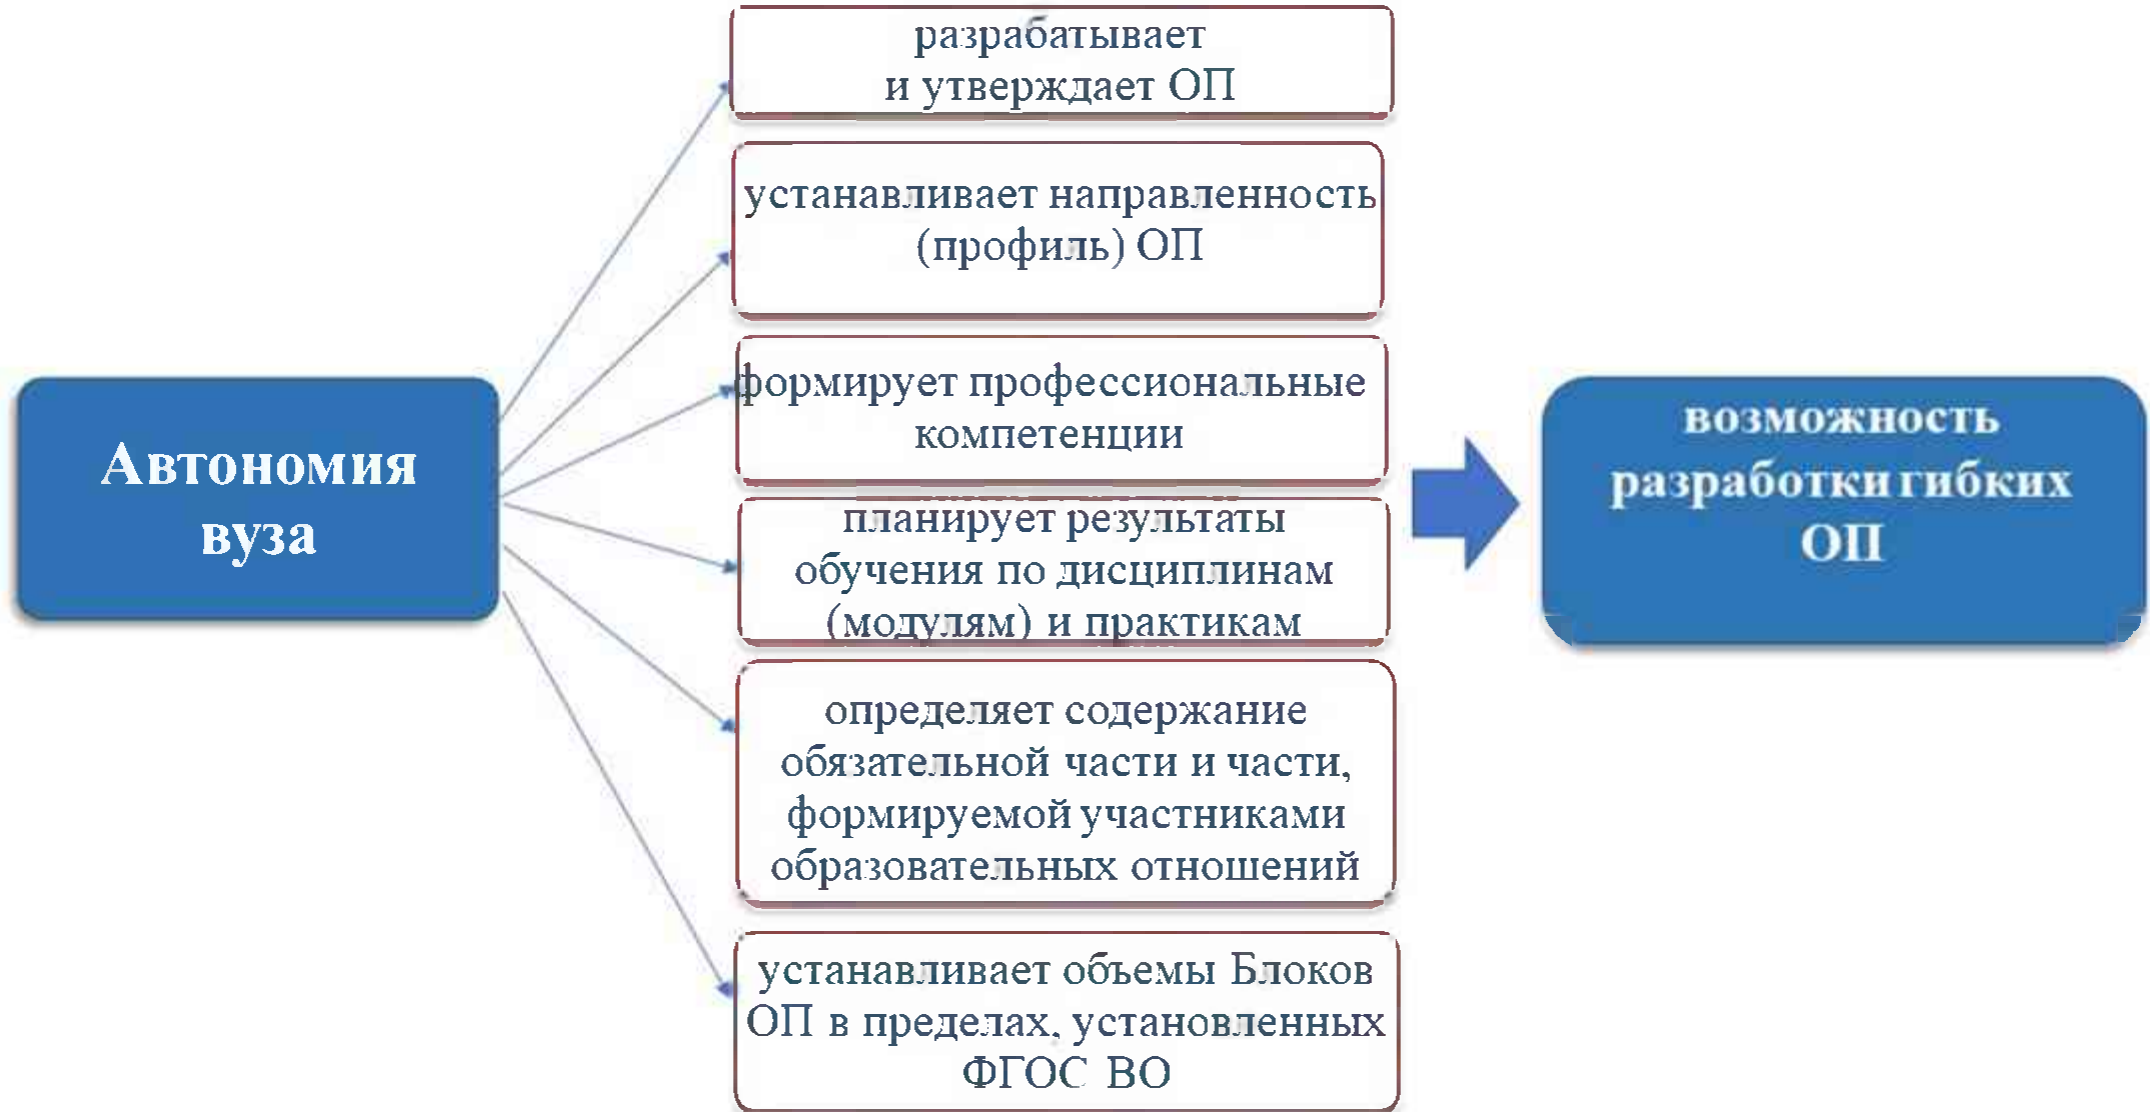 Автономия
вуза
разрабатывает
и утверждает ОП
устанавливает направленность
(профиль) ОП
формирует профессиональные
компетенции
планирует результаты
обучения по дисциплинам
(модулям) и практикам
определяет содержание
обязательной части и части,
формируемой участниками
образовательных отношений
устанавливает объемы Блоков
ОП в пределах, установленных
ФГОС ВО
возможность
разработки гибких
ОП